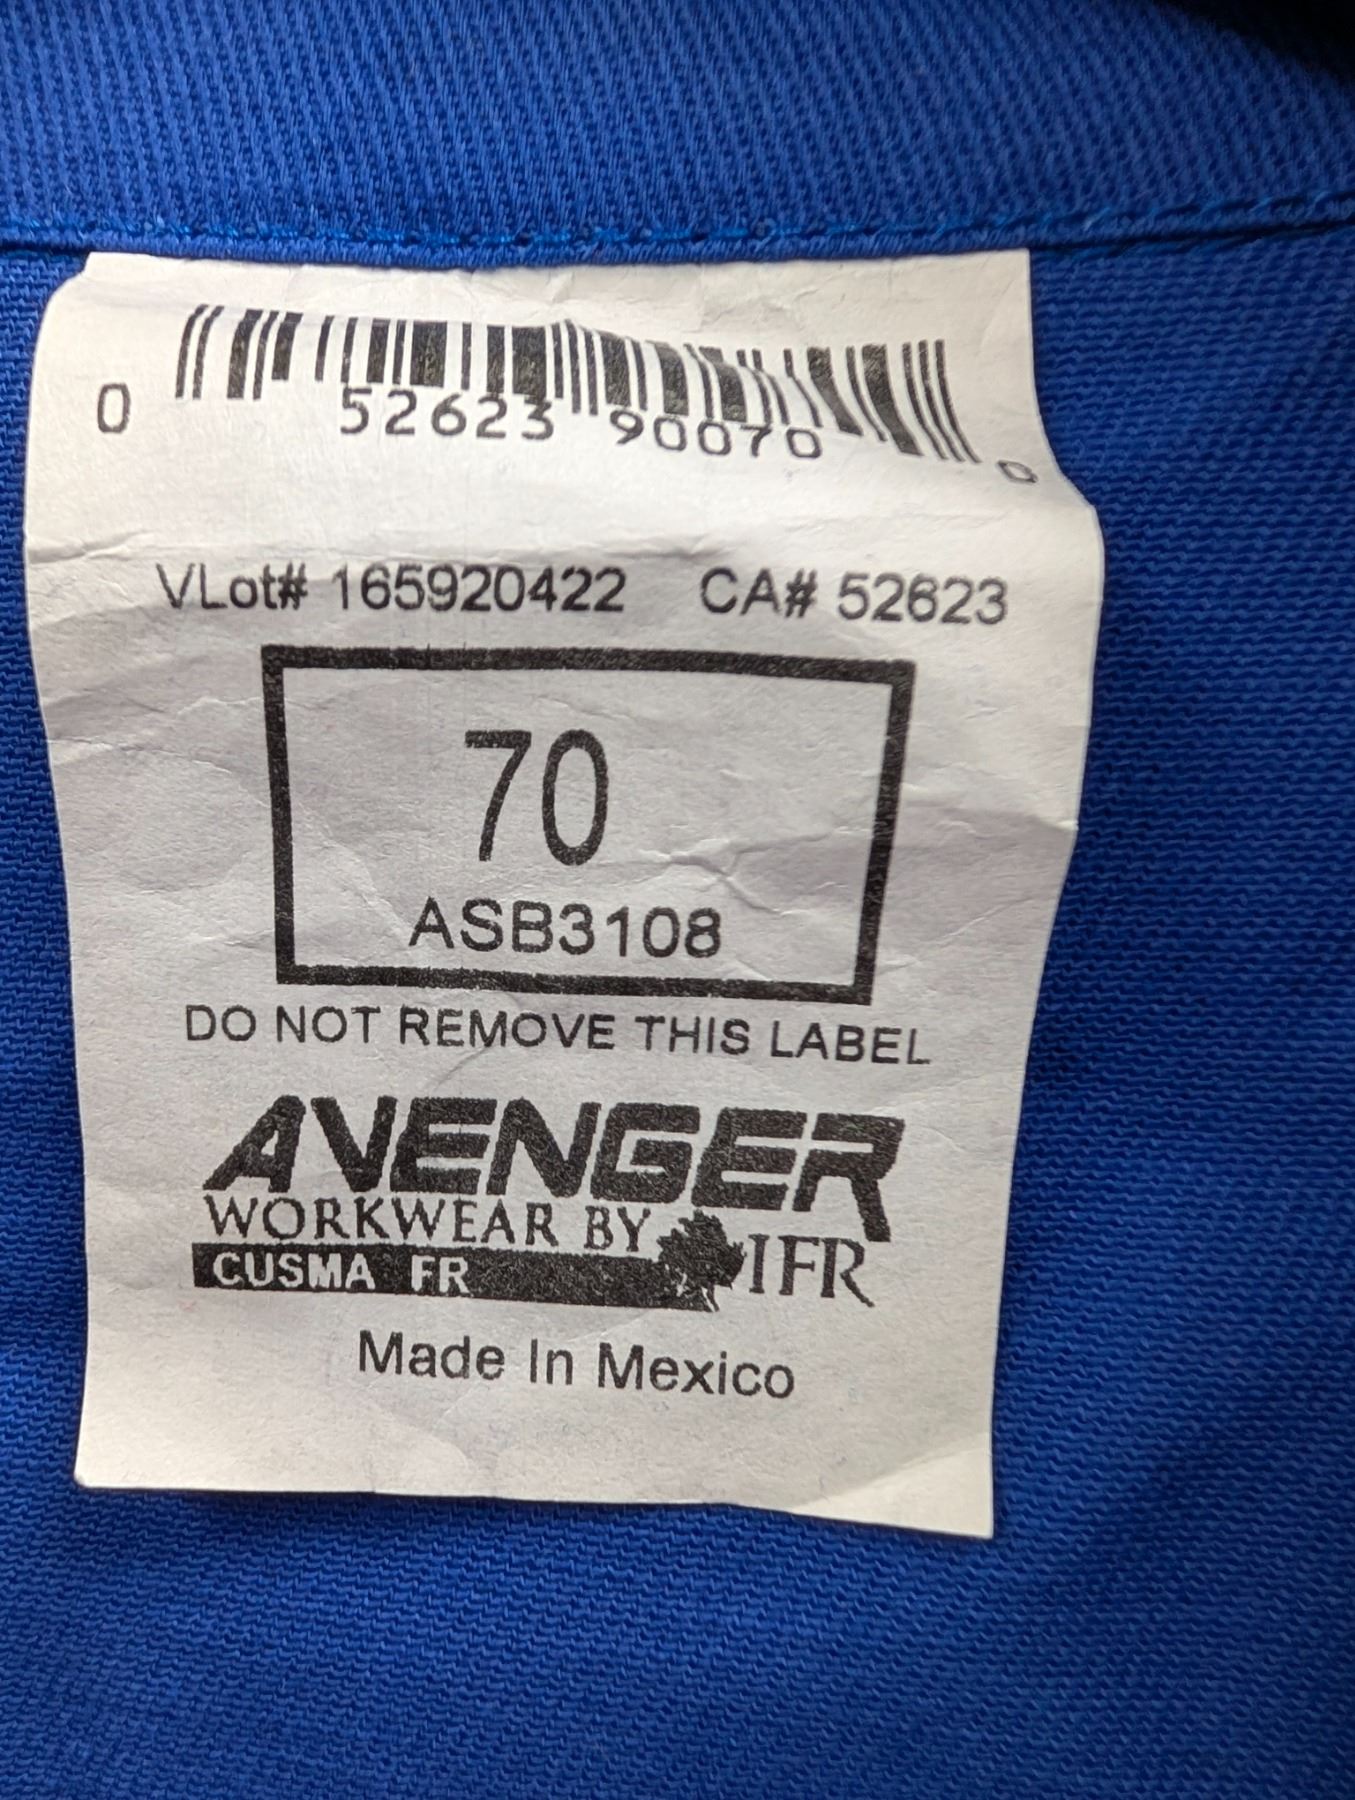 0 52623 90070 0
VLot# 165920422 CA# 52623
70
ASB3108
DO NOT REMOVE THIS LABEL
AVENGER
WORKWEAR BY IFR
CUSMA FR
Made In Mexico